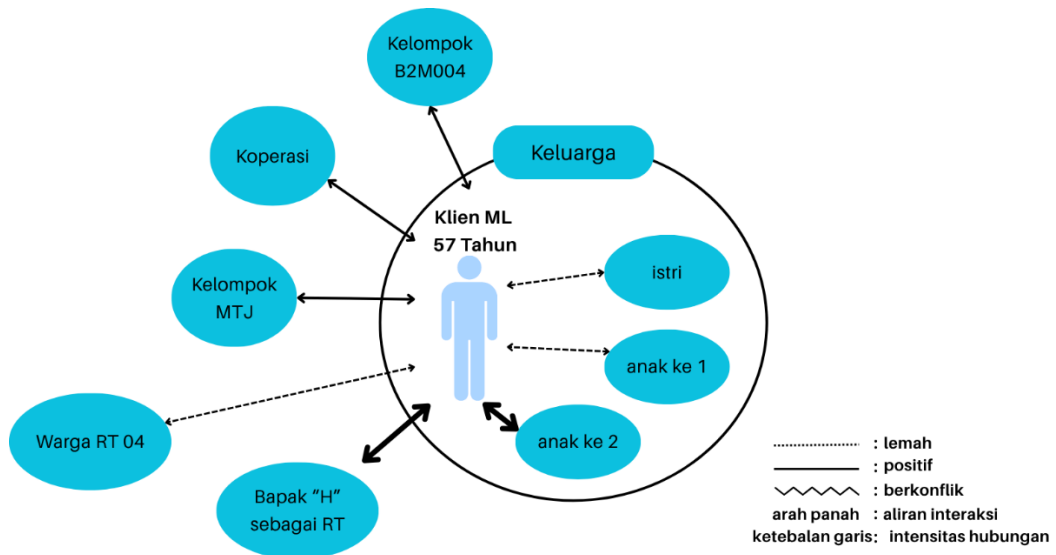 Kelompok
B2M004
Koperasi
Keluarga
Klien ML
57 Tahun
Kelompok
MTJ
istri
anak ke 1
Warga RT 04
anak ke 2
Bapak "H"
sebagai RT
: lemah
: positif
: berkonflik
arah panah : aliran interaksi
ketebalan garis: intensitas hubungan